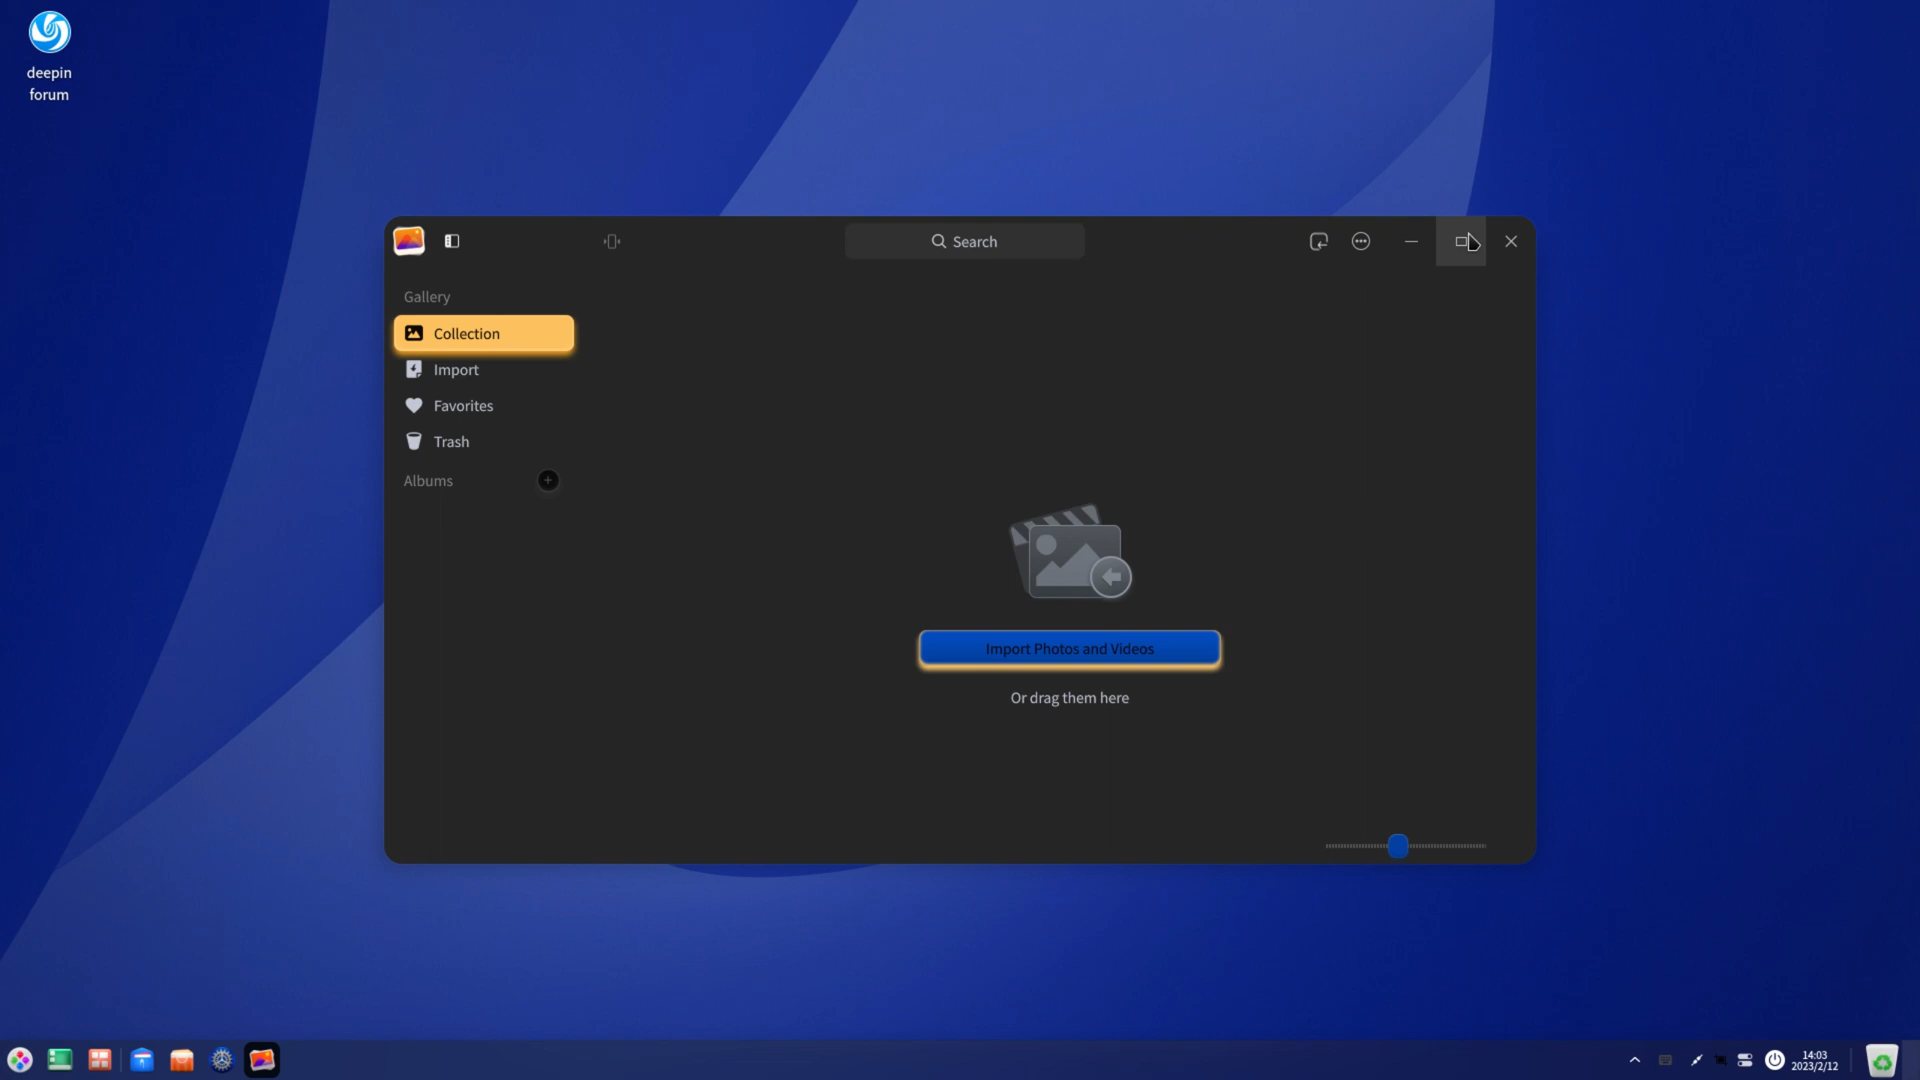 deepin
forum
Search
Gallery
Collection
Import
Favorites
Trash
Albums
Import Photos and Videos
Or drag them here
14:03
2023/2/12